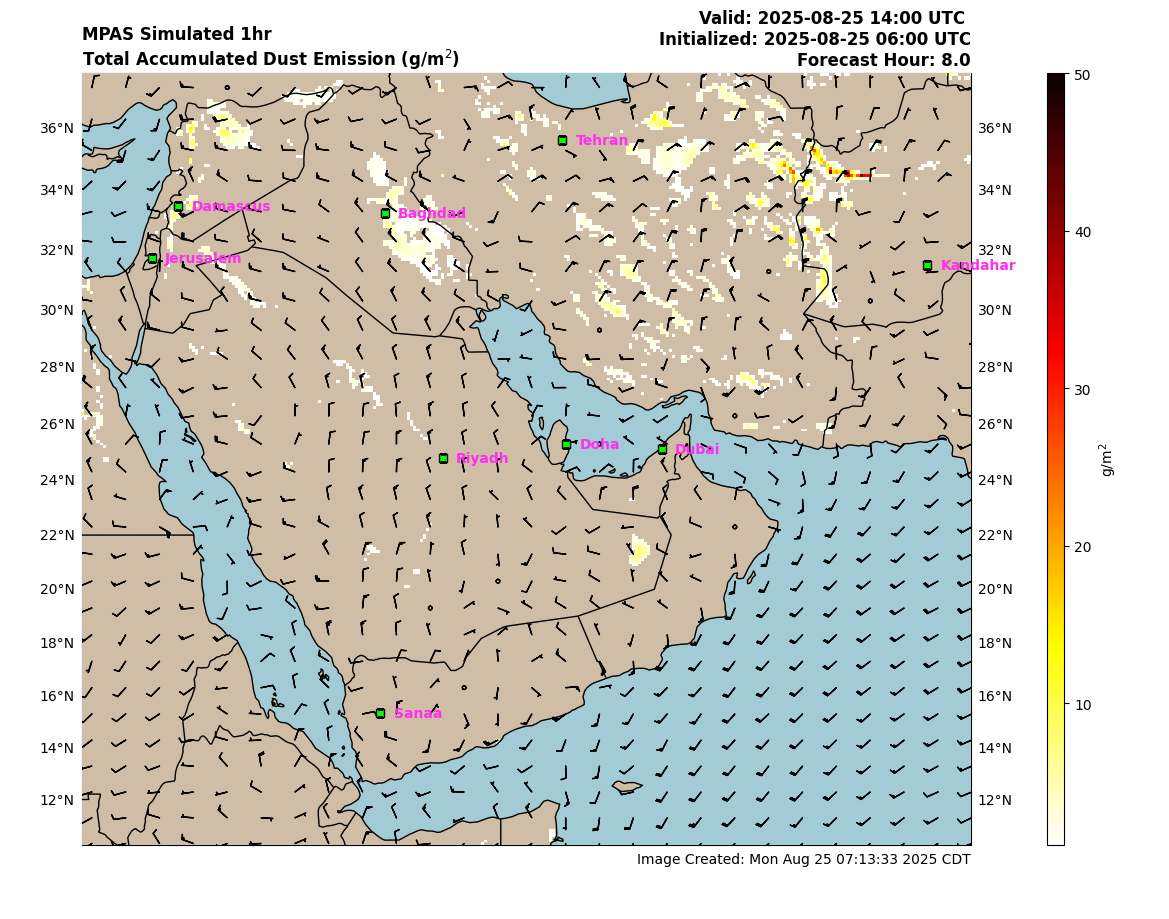 MPAS Simulated 1hr
Total Accumulated Dust Emission (g/m²)
Valid: 2025-08-25 14:00 UTC
Initialized: 2025-08-25 06:00 UTC
Forecast Hour: 8.0
36°N
34°N
32°N
30°N
28°N
26°N
24°N
22°N
20°N
18°N
16°N
14°N
12°N
Tehran
Damascus
Baghdad
Jerusalem
Kandahar
Doha
Dubai
Riyadh
Sanaa
36°N
34°N
32°N
30°N
28°N
26°N
24°N
22°N
20°N
18°N
16°N
14°N
12°N
50
40
30
20
10
g/m²
Image Created: Mon Aug 25 07:13:33 2025 CDT